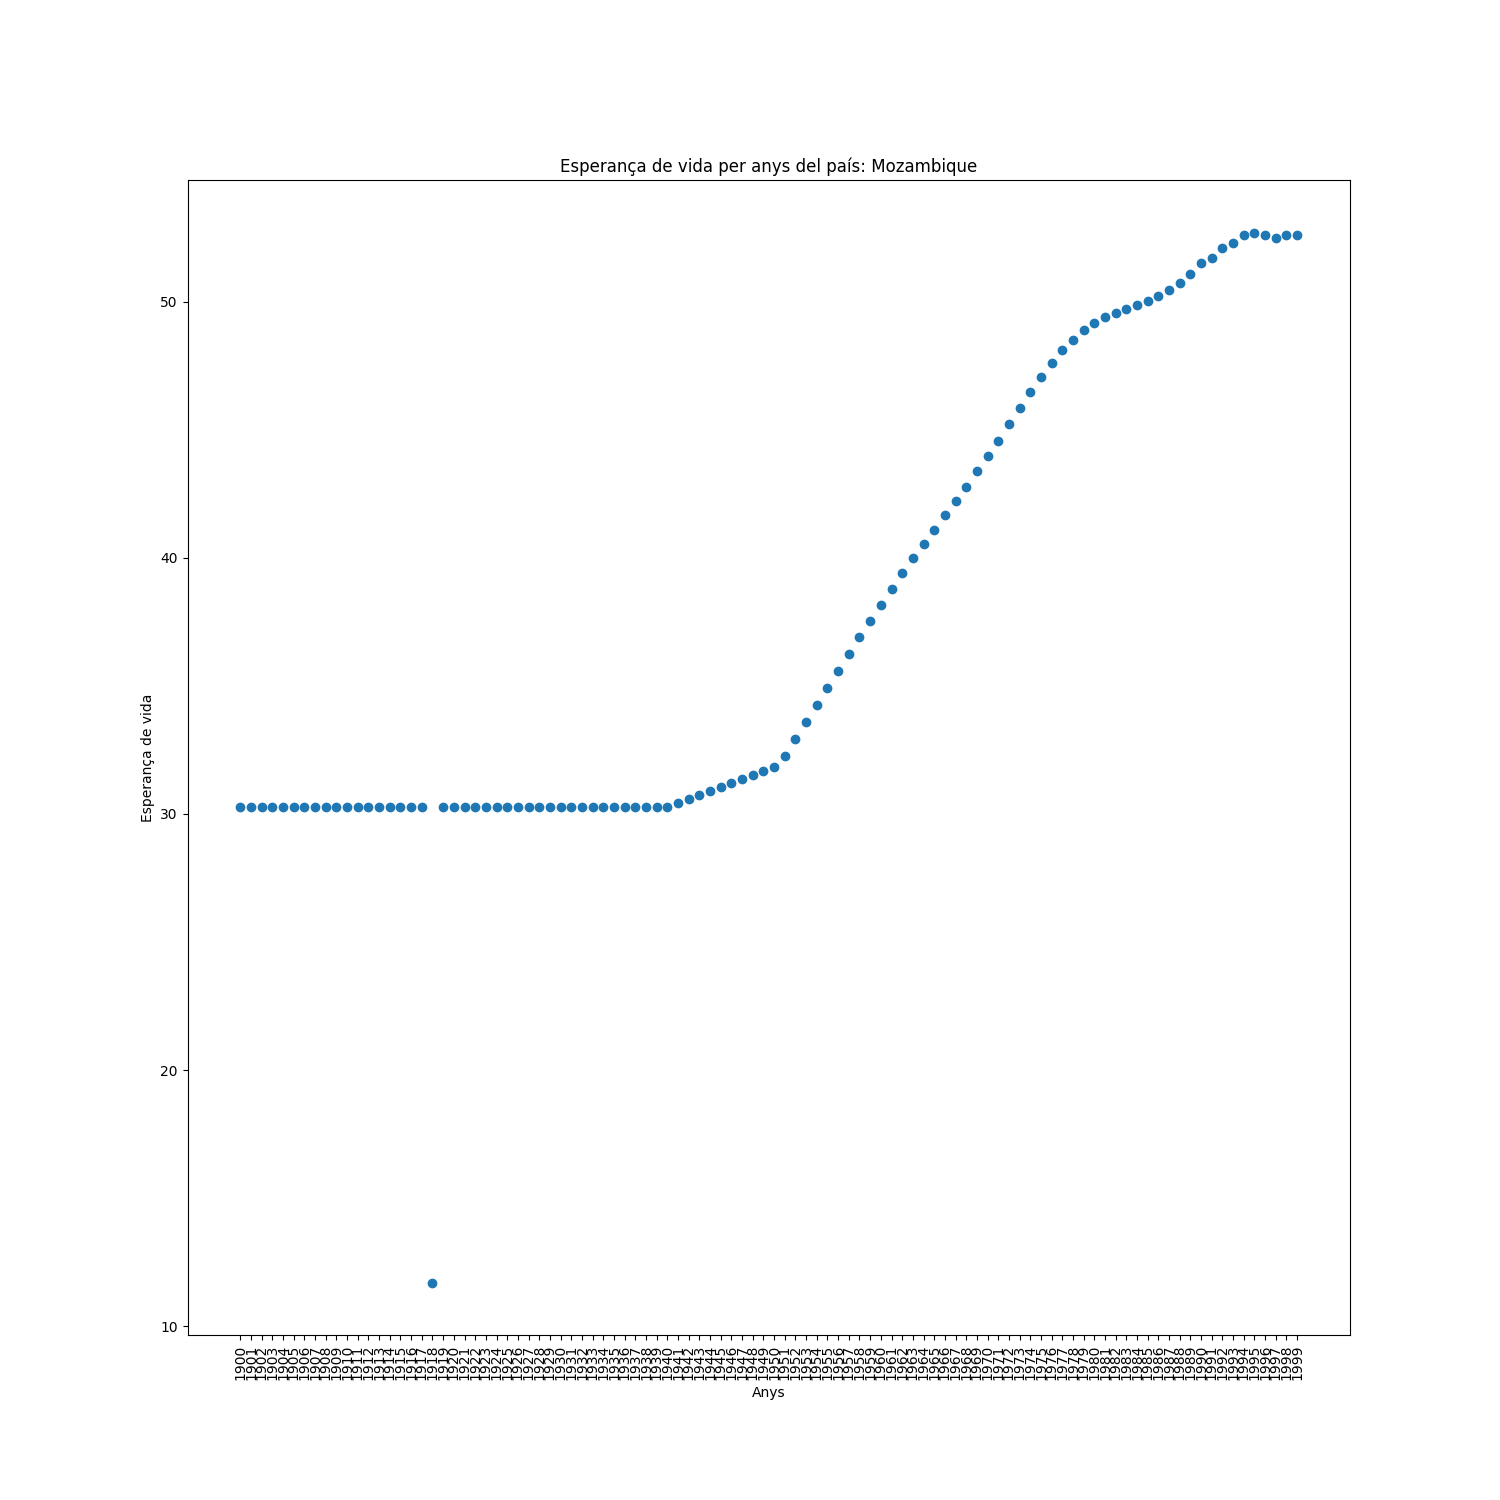 Esperança de vida per anys del país: Mozambique
Esperança de vida
50
40
30
20
10
1900 1901 1902 1903 1904 1905 1906 1907 1908 1909 1910 1911 1912 1913 1914 1915 1916 1917 1918 1919 1920 1921 1922 1923 1924 1925 1926 1927 1928 1929 1930 1931 1932 1933 1934 1935 1936 1937 1938 1939 1940 1941 1942 1943 1944 1945 1946 1947 1948 1949 1950 1951 1952 1953 1954 1955 1956 1957 1958 1959 1960 1961 1962 1963 1964 1965 1966 1967 1968 1969 1970 1971 1972 1973 1974 1975 1976 1977 1978 1979 1980 1981 1982 1983 1984 1985 1986 1987 1988 1989 1990 1991 1992 1993 1994 1995 1996 1997 1998 1999
Anys